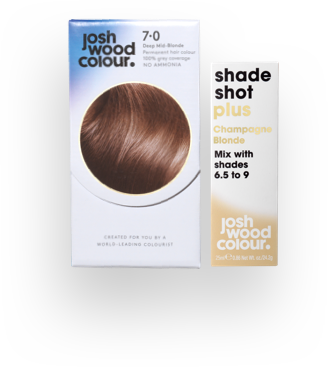 josh
wood
colour.
7·0
Deep Mid-Blonde
Permanent hair colour
100% grey coverage
NO AMMONIA
CREATED FOR YOU BY A
WORLD-LEADING COLOURIST
shade
shot
plus
Champagne
Blonde
Mix with
shades
6.5 to 9
josh
wood
colour.